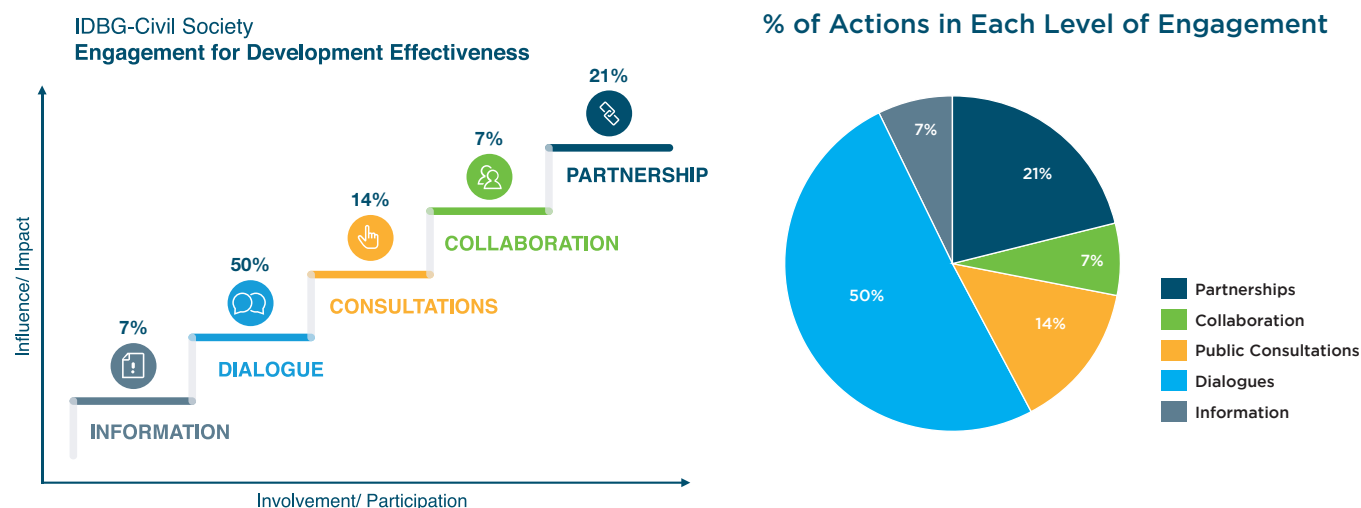 IDBG-Civil Society
Engagement for Development Effectiveness
21%
7%
PARTNERSHIP
14%
COLLABORATION
50%
CONSULTATIONS
7%
DIALOGUE
INFORMATION
Influence/ Impact
Involvement/ Participation
% of Actions in Each Level of Engagement
7%
21%
7%
50%
14%
Partnerships
Collaboration
Public Consultations
Dialogues
Information